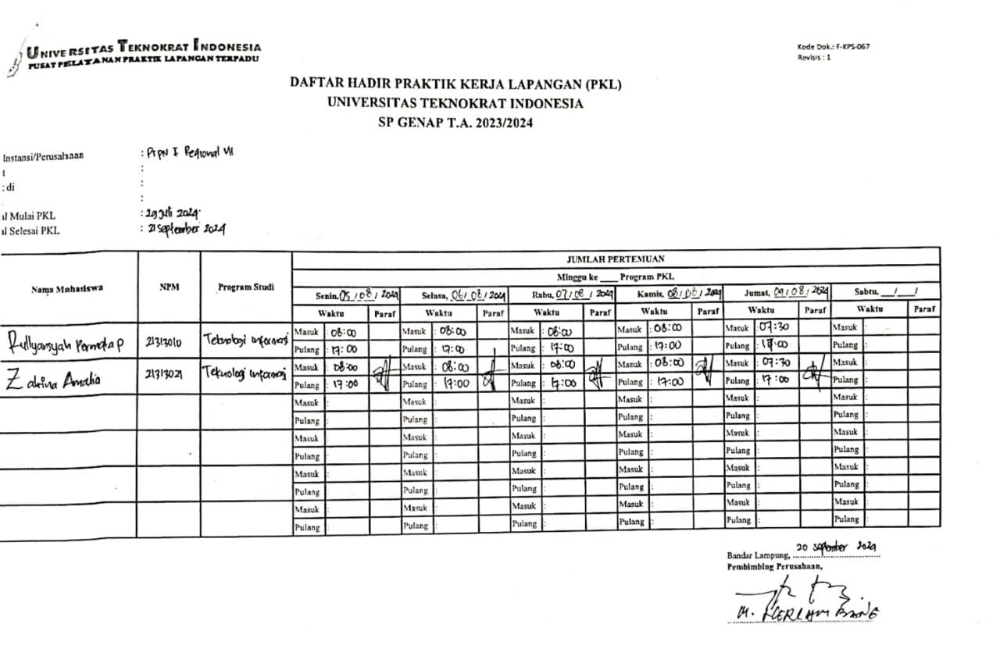 UNIVERSITAS TEKNOKRAT INDONESIA
PUSAT PELAYANAN PRAKTIK LAPANGAN TERPADU
Kode Dok.: F-KPS-067
Revisis : 1
DAFTAR HADIR PRAKTIK KERJA LAPANGAN (PKL)
UNIVERSITAS TEKNOKRAT INDONESIA
SP GENAP T.A. 2023/2024
Instansi/Perusahaan : PTPN I Regional VII
t :
: di :
:
al Mulai PKL : 29 Juli 2024
al Selesai PKL : 21 September 2024
JUMLAH PERTEMUAN
Nama Mahasiswa NPM Program Studi Minggu ke ___ Program PKL
Senin, 05/08/2024 Selasa, 06/08/2024 Rabu, 07/08/2024 Kamis, 08/08/2024 Jumat, 09/08/2024 Sabtu, __/__/
Waktu Paraf Waktu Paraf Waktu Paraf Waktu Paraf Waktu Paraf Waktu Paraf
Rullyansyah Permatap 21313010 Teknologi informasi Masuk : 08:00 Masuk : 08:00 Masuk : 08:00 Masuk : 08:00 Masuk : 07:30 Masuk :
Pulang : 17:00 Pulang : 17:00 Pulang : 17:00 Pulang : 17:00 Pulang : 17:00 Pulang :
Zahina Amalia 21313021 Teknologi informasi Masuk : 08:00 Masuk : 08:00 Masuk : 08:00 Masuk : 08:00 Masuk : 07:30 Masuk :
Pulang : 17:00 Pulang : 17:00 Pulang : 17:00 Pulang : 17:00 Pulang : 17:00 Pulang :
Masuk : Masuk : Masuk : Masuk : Masuk : Masuk :
Pulang : Pulang : Pulang : Pulang : Pulang : Pulang :
Masuk : Masuk : Masuk : Masuk : Masuk : Masuk :
Pulang : Pulang : Pulang : Pulang : Pulang : Pulang :
Masuk : Masuk : Masuk : Masuk : Masuk : Masuk :
Pulang : Pulang : Pulang : Pulang : Pulang : Pulang :
Masuk : Masuk : Masuk : Masuk : Masuk : Masuk :
Pulang : Pulang : Pulang : Pulang : Pulang : Pulang :
Bandar Lampung, 20 September 2024
Pembimbing Perusahaan,
M.